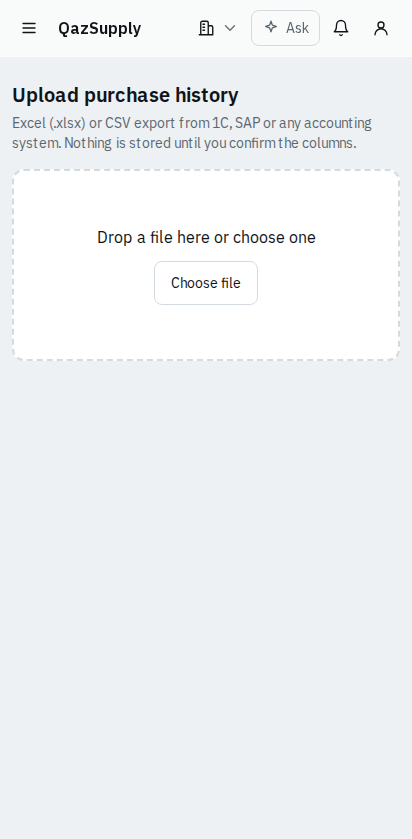 QazSupply
Ask
Upload purchase history
Excel (.xlsx) or CSV export from 1C, SAP or any accounting
system. Nothing is stored until you confirm the columns.
Drop a file here or choose one
Choose file